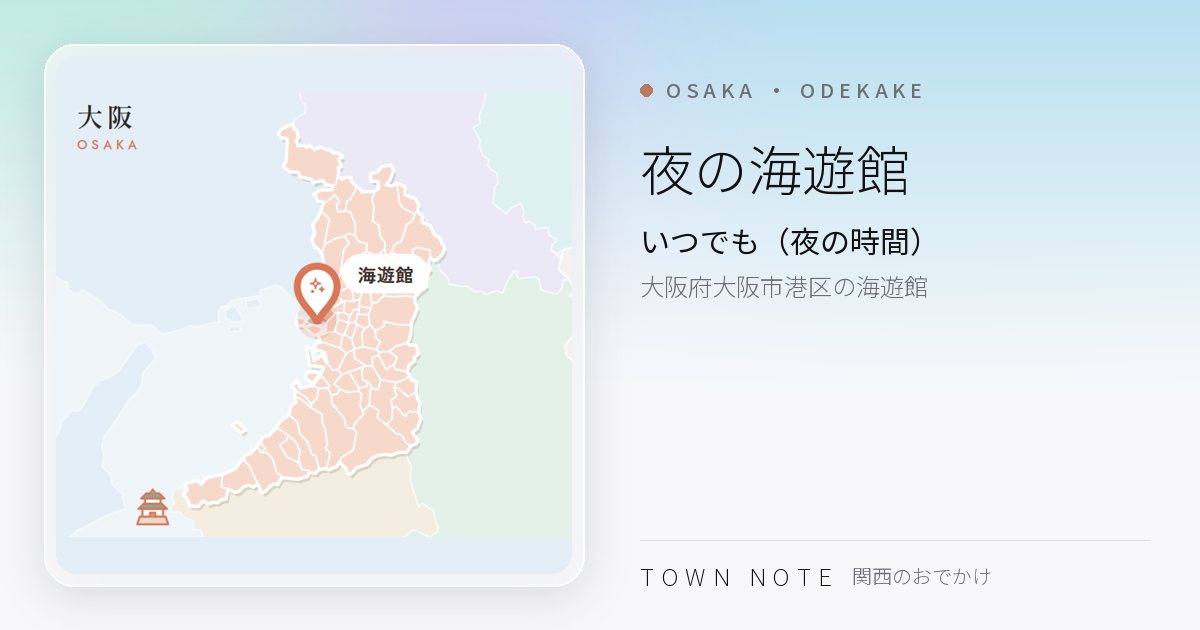 大阪
OSAKA
海遊館
OSAKA • ODEKAKE
夜の海遊館
いつでも（夜の時間）
大阪府大阪市港区の海遊館
TOWN NOTE 関西のおでかけ